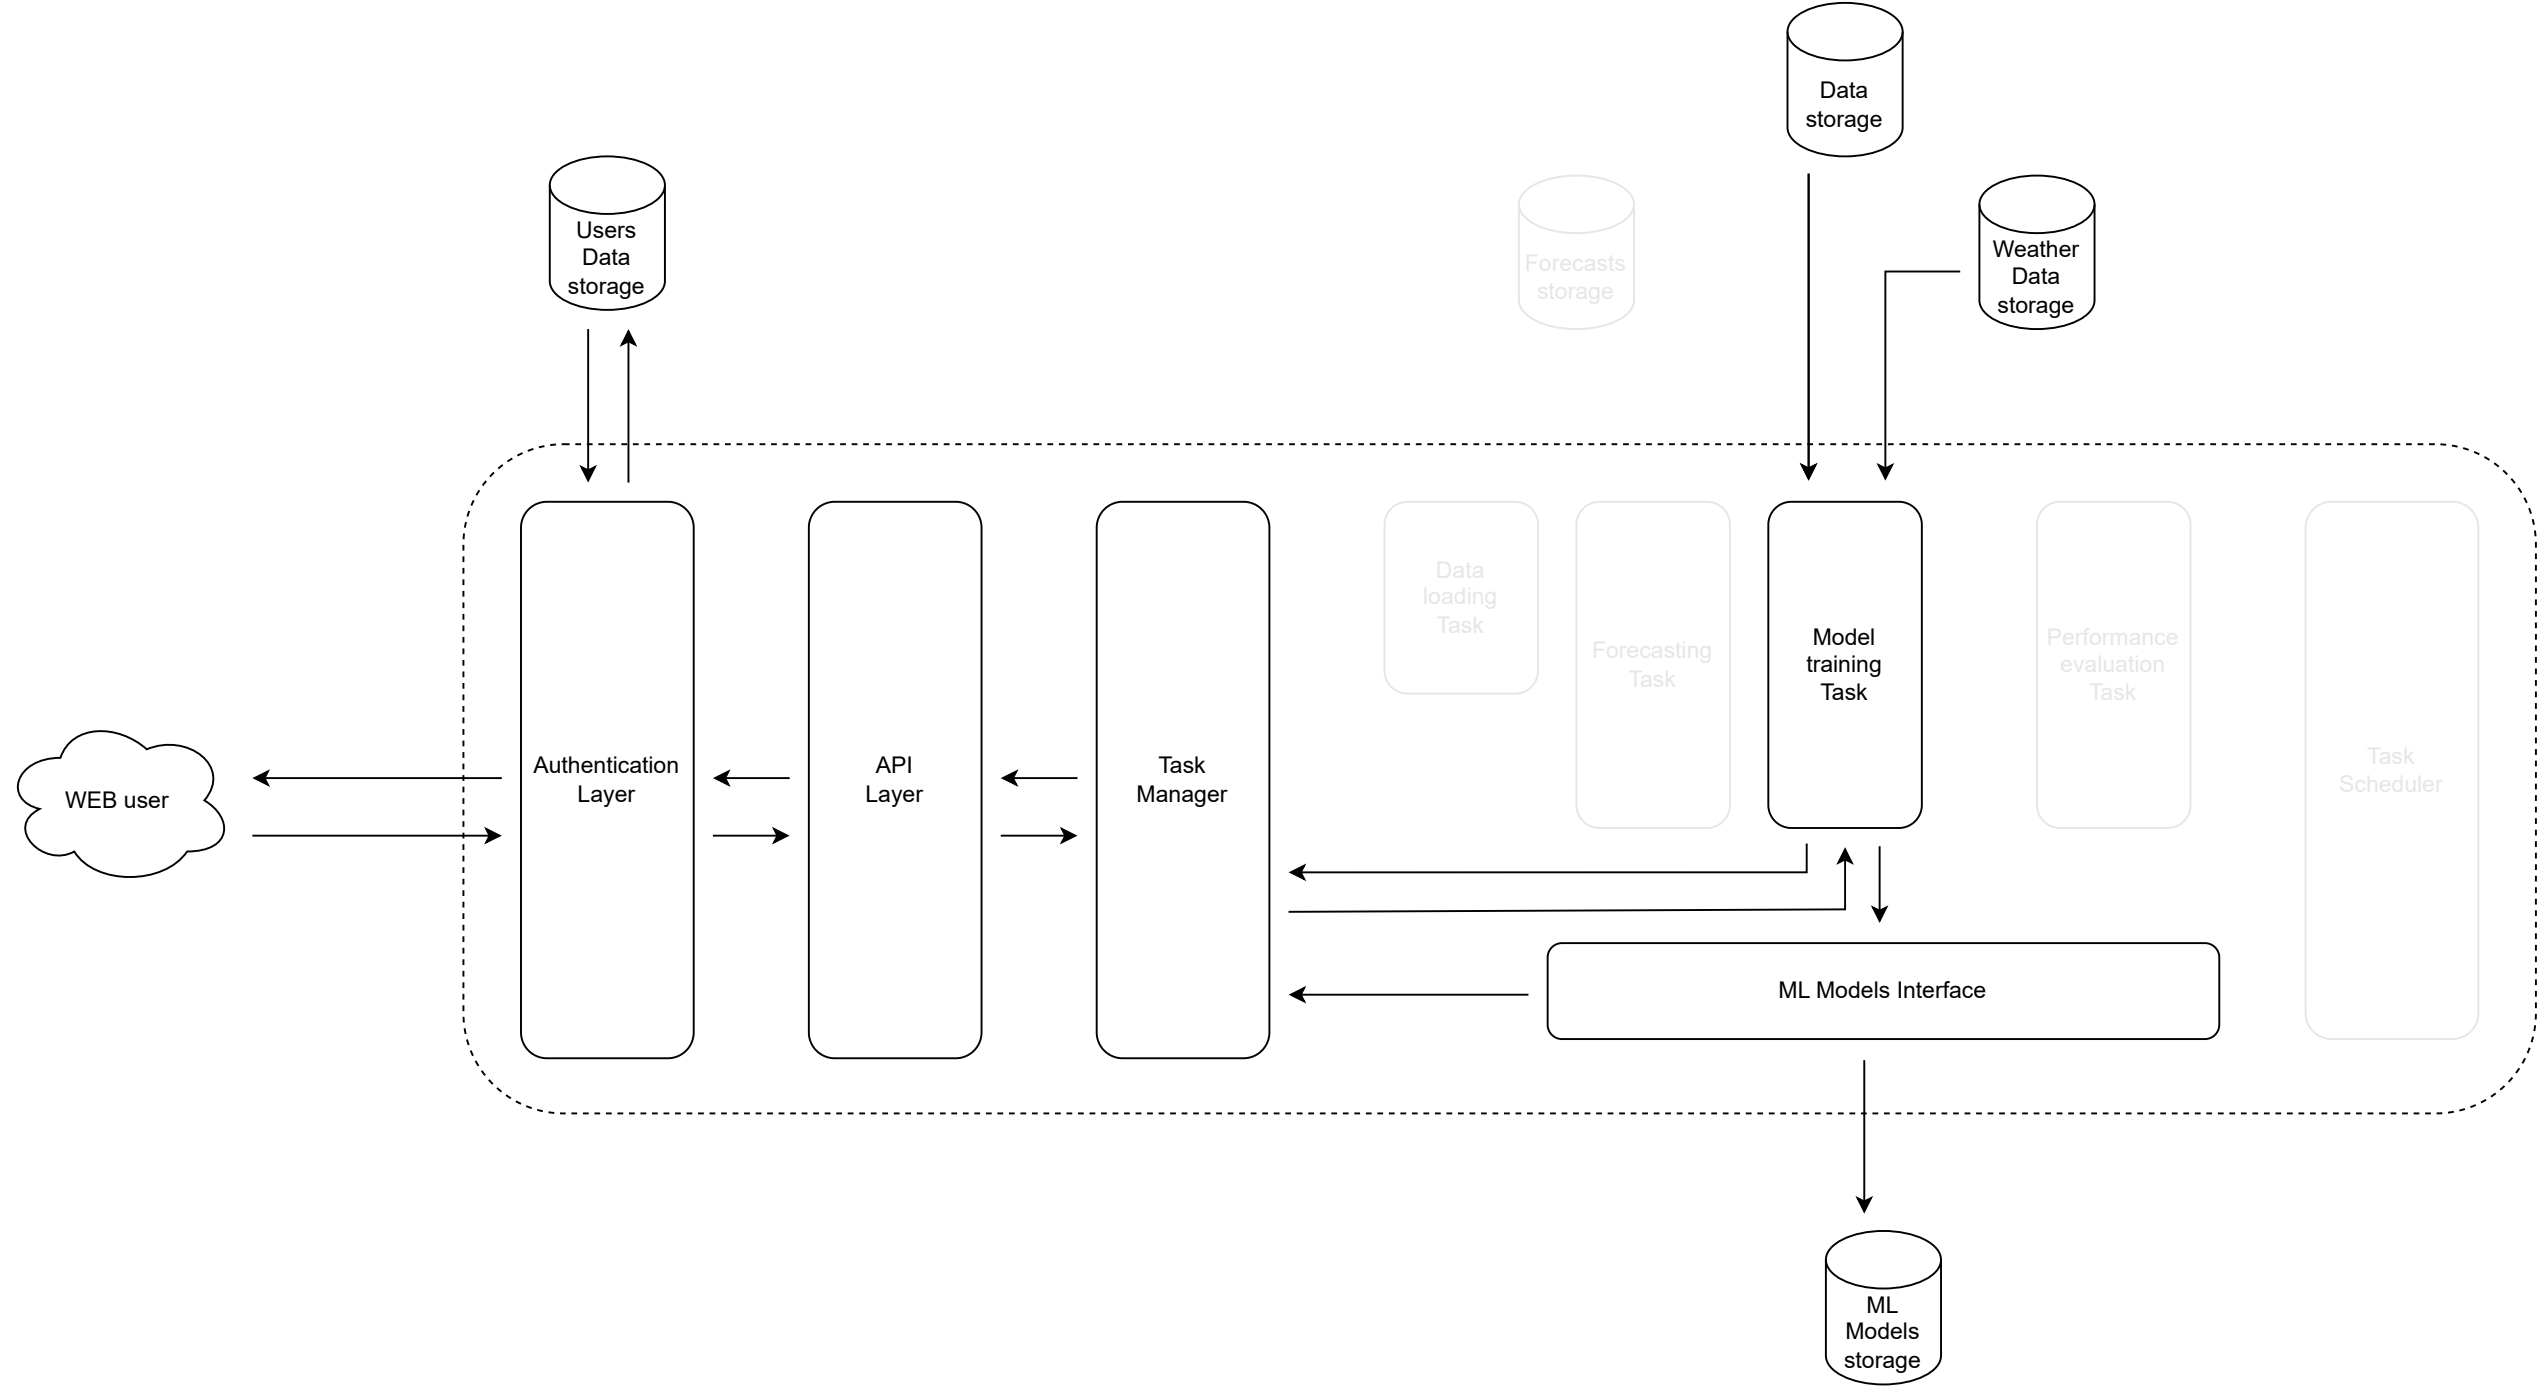 Data
storage
Users
Data
storage
Forecasts
storage
Weather
Data
storage
Data
loading
Task
Forecasting
Task
Model
training
Task
Performance
evaluation
Task
Task
Scheduler
WEB user
Authentication
Layer
API
Layer
Task
Manager
ML Models Interface
ML
Models
storage